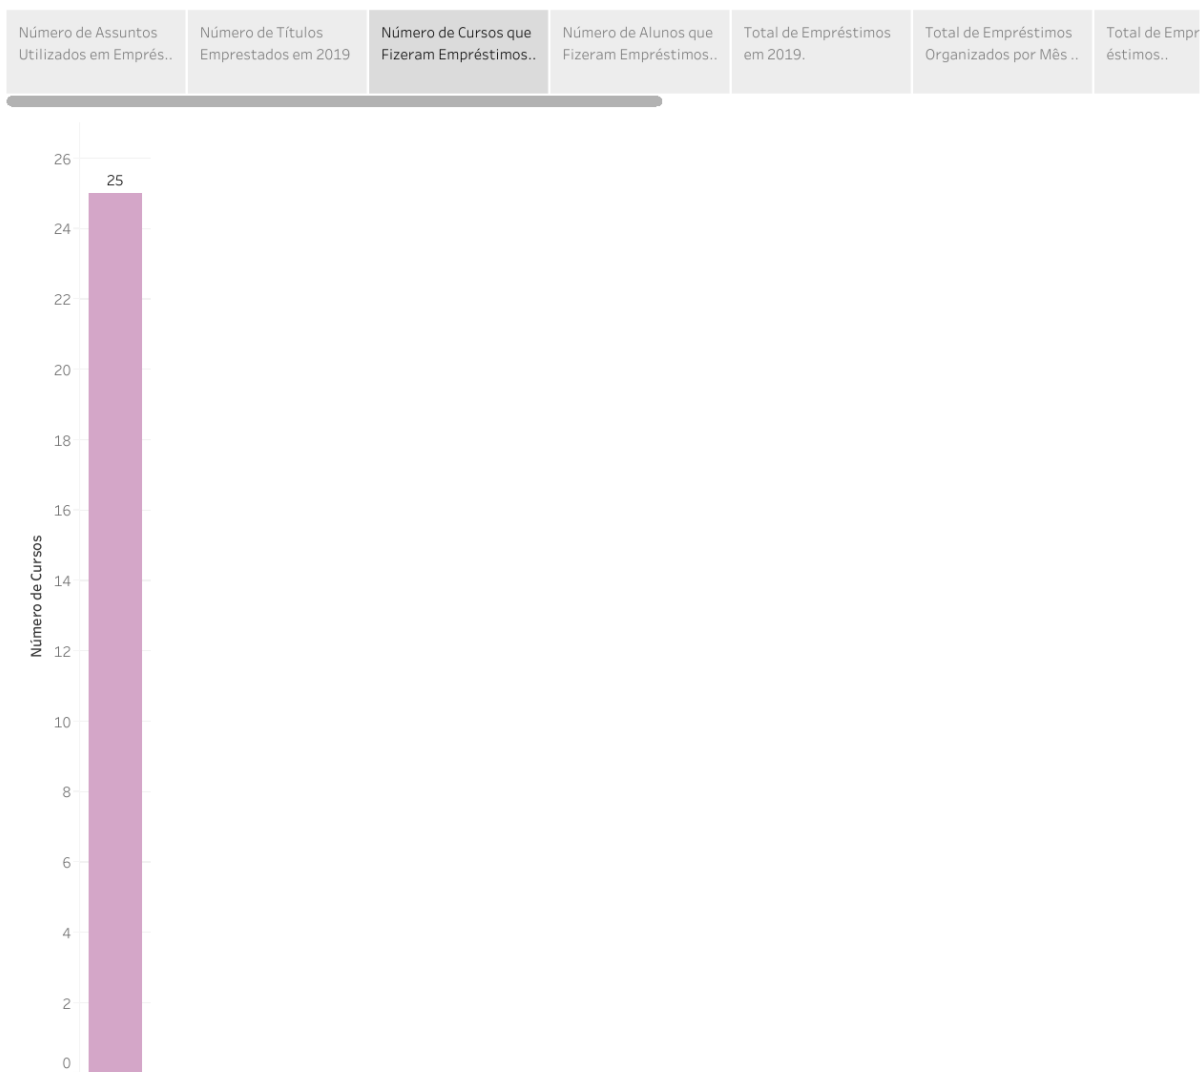 Número de Assuntos
Utilizados em Emprés..
Número de Títulos
Emprestados em 2019
Número de Cursos que
Fizeram Empréstimos..
Número de Alunos que
Fizeram Empréstimos..
Total de Empréstimos
em 2019.
Total de Empréstimos
Organizados por Mês ..
Total de Empr
éstimos..
26
25
24
22
20
18
16
14
12
10
8
6
4
2
0
Número de Cursos